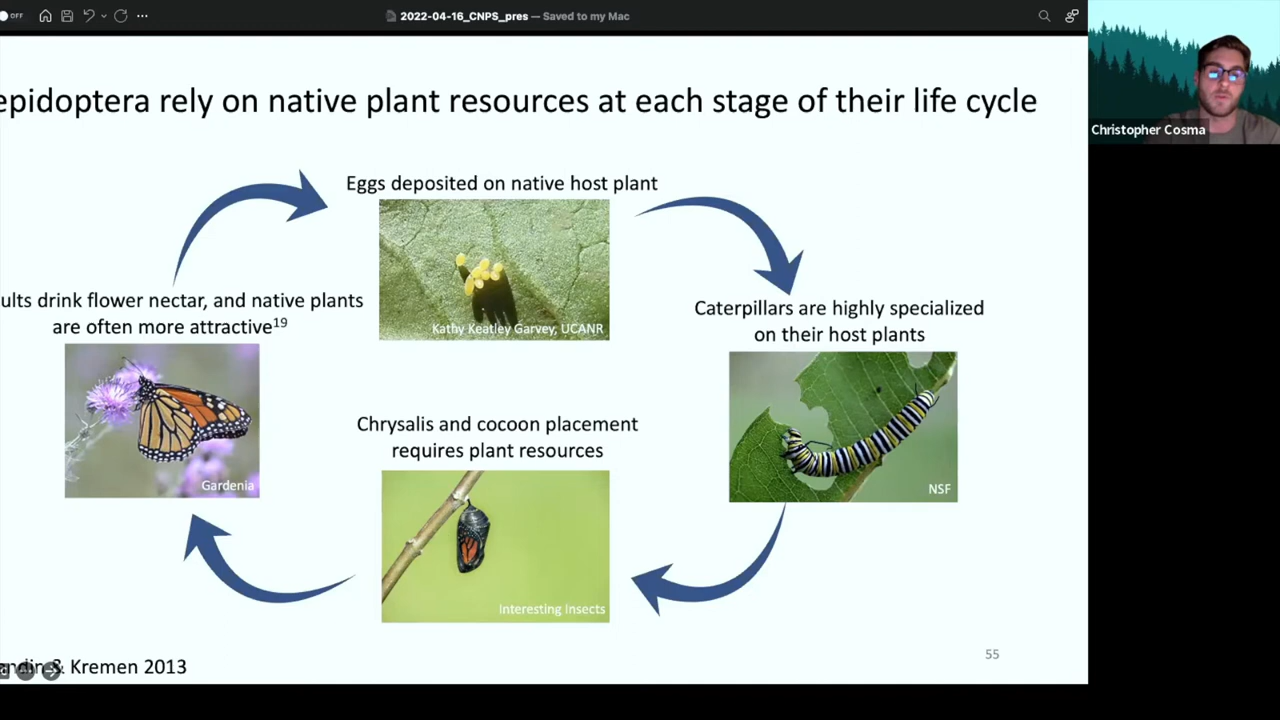 OFF
2022-04-16_CNPS_pres — Saved to my Mac
epidoptera rely on native plant resources at each stage of their life cycle
Christopher Cosma
Eggs deposited on native host plant
Kathy Keatley Garvey, UCANR
ults drink flower nectar, and native plants
are often more attractive19
Gardenia
Caterpillars are highly specialized
on their host plants
NSF
Chrysalis and cocoon placement
requires plant resources
Interesting Insects
& Kremen 2013
55